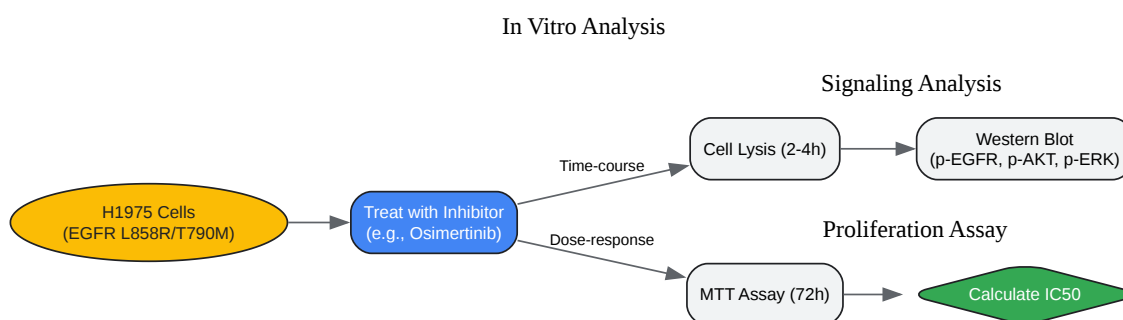 In Vitro Analysis
Signaling Analysis
Cell Lysis (2-4h)
Western Blot
(p-EGFR, p-AKT, p-ERK)
Time-course
H1975 Cells
(EGFR L858R/T790M)
Treat with Inhibitor
(e.g., Osimertinib)
Dose-response
Proliferation Assay
MTT Assay (72h)
Calculate IC50